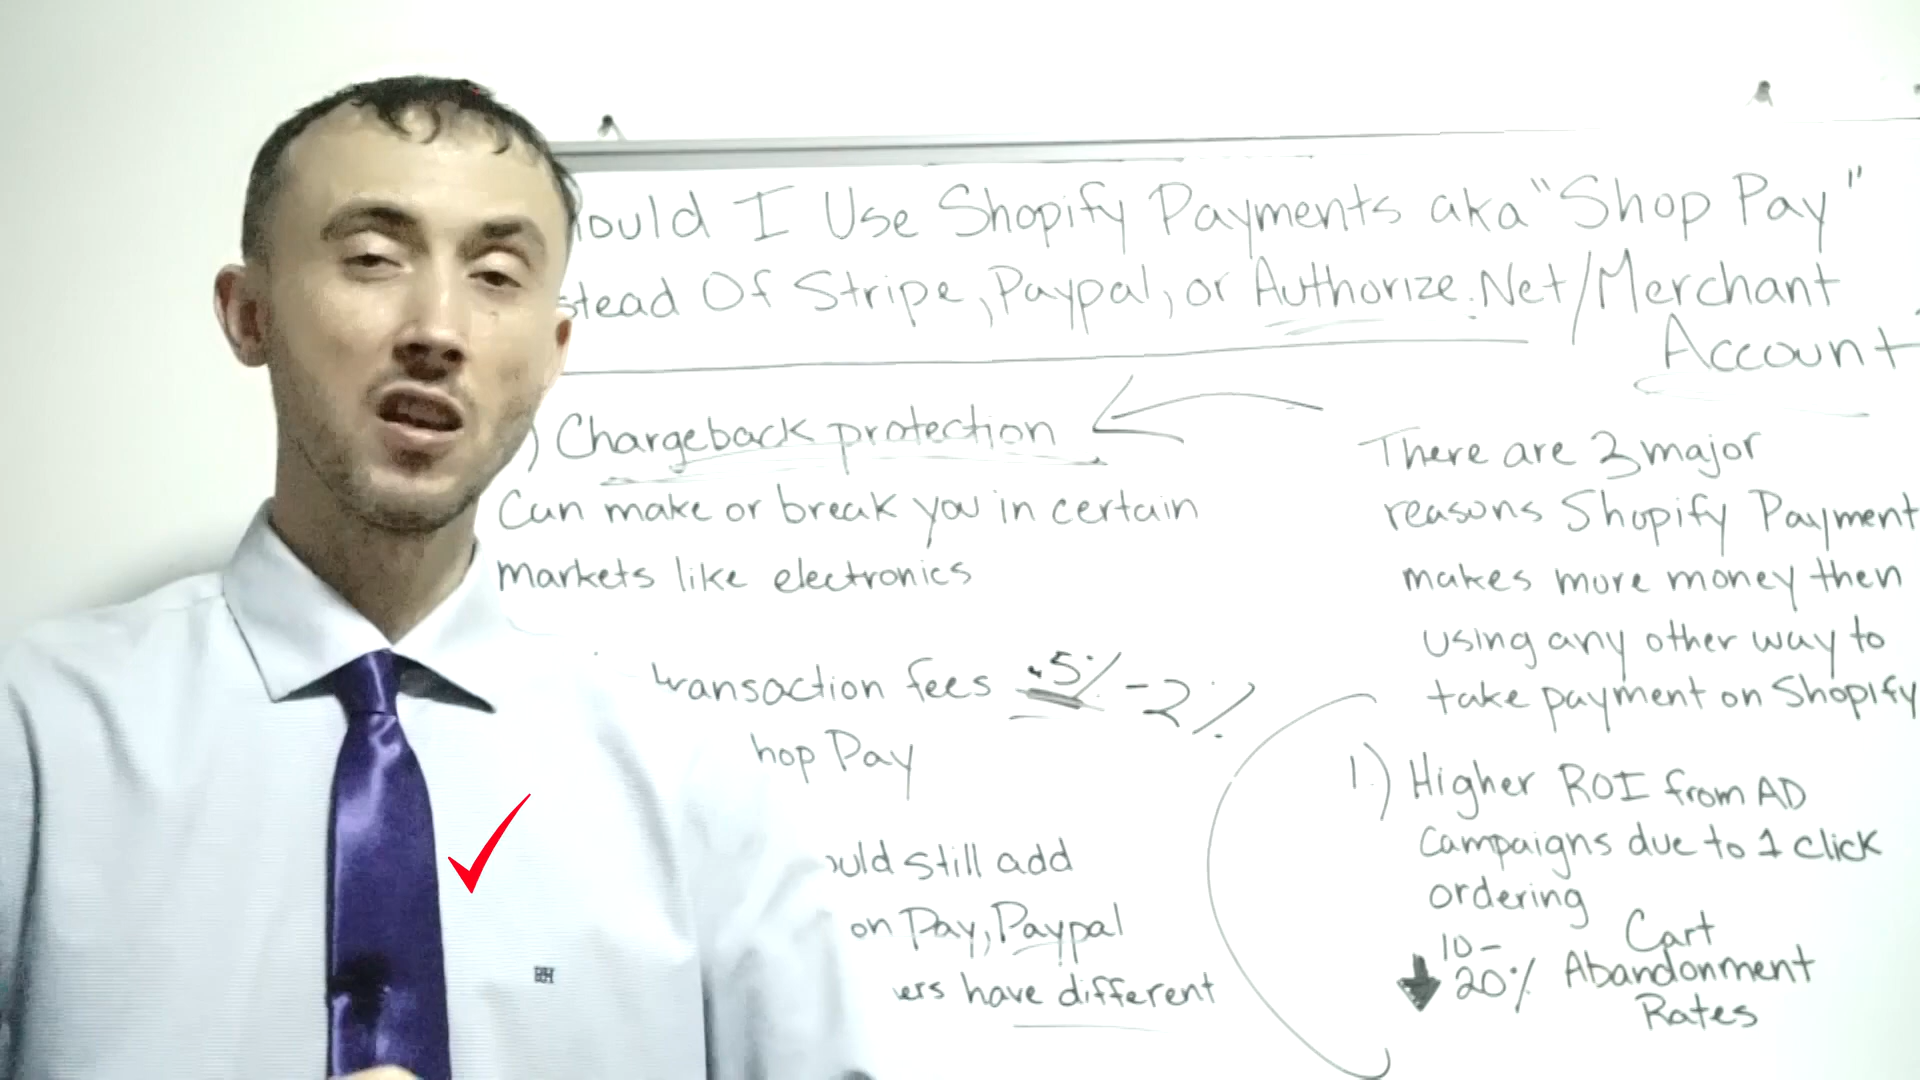 ould I Use Shopify Payments aka "Shop Pay"
stead Of Stripe, Paypal, or Authorize.Net/Merchant
Account
) Chargeback protection
Can make or break you in certain
markets like electronics
transaction fees .5% - 2%
hop Pay
ould still add
on Pay, Paypal
ers have different
There are 3 major
reasons Shopify Payment
makes more money then
using any other way to
take payment on Shopify
1.) Higher ROI from AD
Campaigns due to 1 click
ordering
10-
20% Cart
Abandonment
Rates